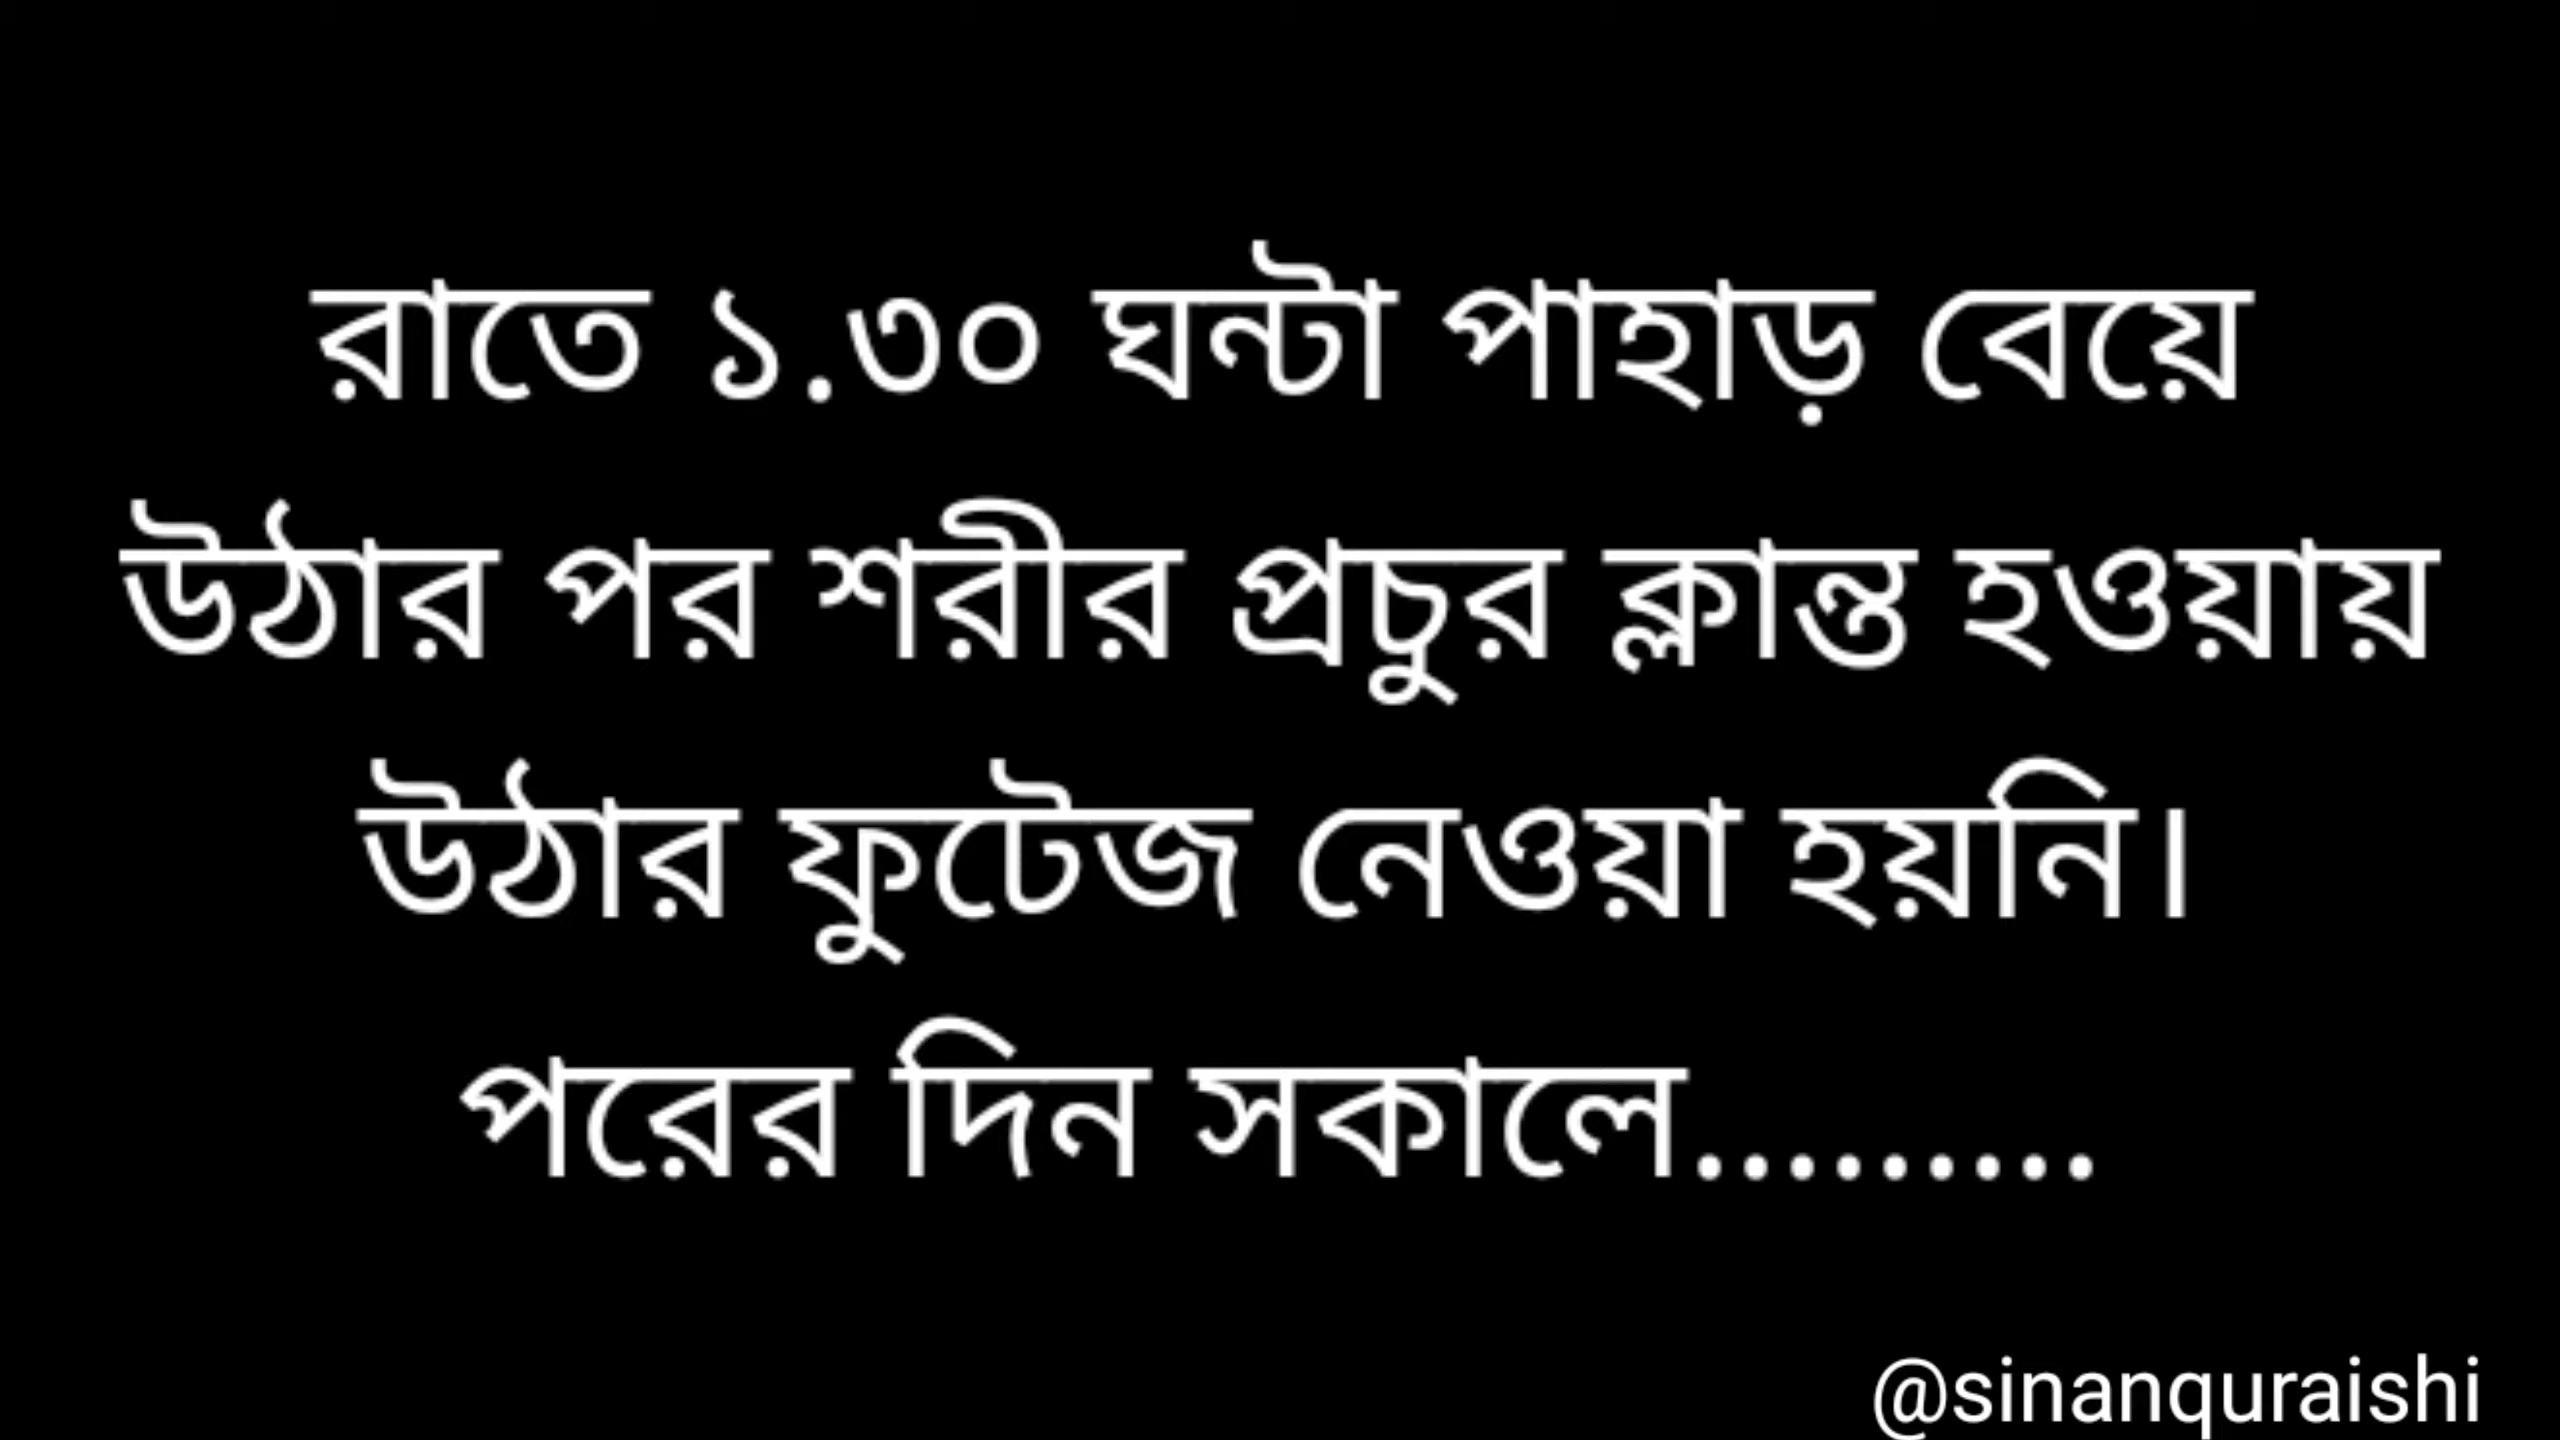 রাতে ১.৩০ ঘন্টা পাহাড় বেয়ে
উঠার পর শরীর প্রচুর ক্লান্ত হওয়ায়
উঠার ফুটেজ নেওয়া হয়নি।
পরের দিন সকালে.........
@sinanquraishi